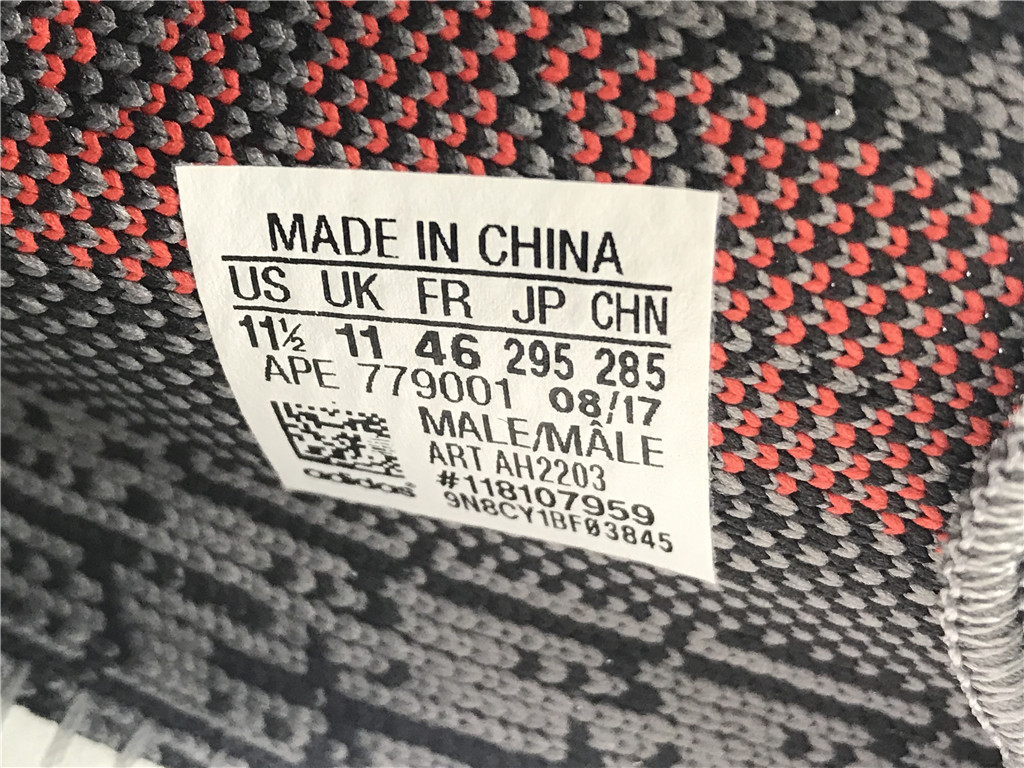 MADE IN CHINA
US UK FR JP CHN
11½ 11 46 295 285
APE 779001 08/17
MALE/MÂLE
ART AH2203
#118107959
9N8CY1BF03845
adidas